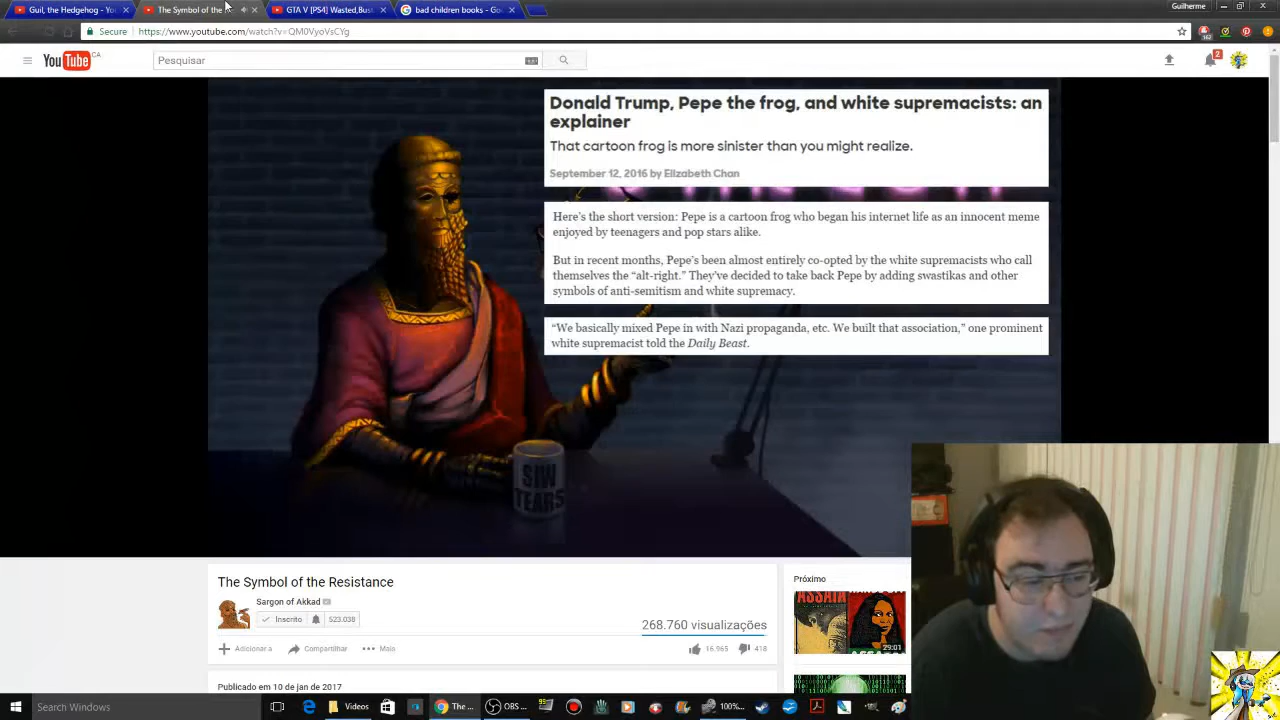 Guil, the Hedgehog - Yo
The Symbol of the
GTA V [PS4] Wasted,Bust
bad children books - Go
Guilherme
Secure
https://www.youtube.com/watch?v=QM0VyoVsCYg
162
YouTube CA
Pesquisar
2
Donald Trump, Pepe the frog, and white supremacists: an
explainer
That cartoon frog is more sinister than you might realize.
September 12, 2016 by Elizabeth Chan
Here's the short version: Pepe is a cartoon frog who began his internet life as an innocent meme
enjoyed by teenagers and pop stars alike.
But in recent months, Pepe's been almost entirely co-opted by the white supremacists who call
themselves the “alt-right.” They've decided to take back Pepe by adding swastikas and other
symbols of anti-semitism and white supremacy.
“We basically mixed Pepe in with Nazi propaganda, etc. We built that association,” one prominent
white supremacist told the Daily Beast.
SJW
TEARS
The Symbol of the Resistance
Sargon of Akkad
Inscrito
523.038
268.760 visualizações
Adicionar a
Compartilhar
Mais
16.965
418
Publicado em 10 de jan de 2017
Próximo
ASSATA
29:01
Search Windows
Videos
The ...
OBS ...
100%...